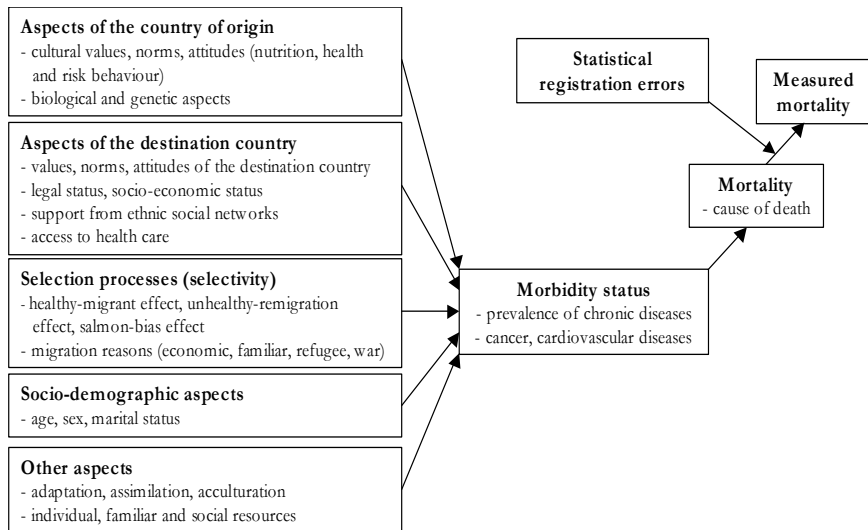 Aspects of the country of origin
- cultural values, norms, attitudes (nutrition, health
and risk behaviour)
- biological and genetic aspects
Aspects of the destination country
- values, norms, attitudes of the destination country
- legal status, socio-economic status
- support from ethnic social networks
- access to health care
Selection processes (selectivity)
- healthy-migrant effect, unhealthy-remigration
effect, salmon-bias effect
- migration reasons (economic, familiar, refugee, war)
Socio-demographic aspects
- age, sex, marital status
Other aspects
- adaptation, assimilation, acculturation
- individual, familiar and social resources
Morbidity status
- prevalence of chronic diseases
- cancer, cardiovascular diseases
Statistical
registration errors
Mortality
- cause of death
Measured
mortality